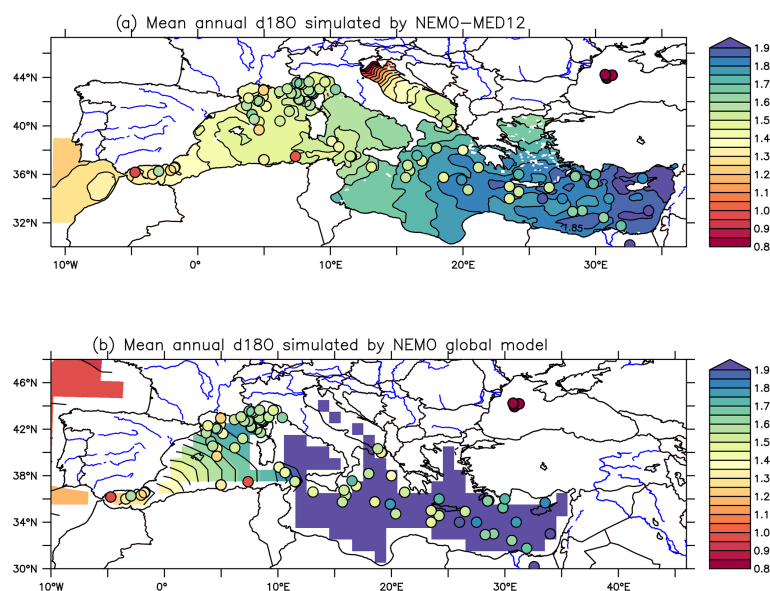 (a) Mean annual d18O simulated by NEMO-MED12
44°N
40°N
36°N
32°N
10°W 0° 10°E 20°E 30°E
1.85
1.9
1.8
1.7
1.6
1.5
1.4
1.3
1.2
1.1
1.0
0.9
0.8
(b) Mean annual d18O simulated by NEMO global model
46°N
42°N
38°N
34°N
30°N
10°W 0° 10°E 20°E 30°E 40°E
1.9
1.8
1.7
1.6
1.5
1.4
1.3
1.2
1.1
1.0
0.9
0.8